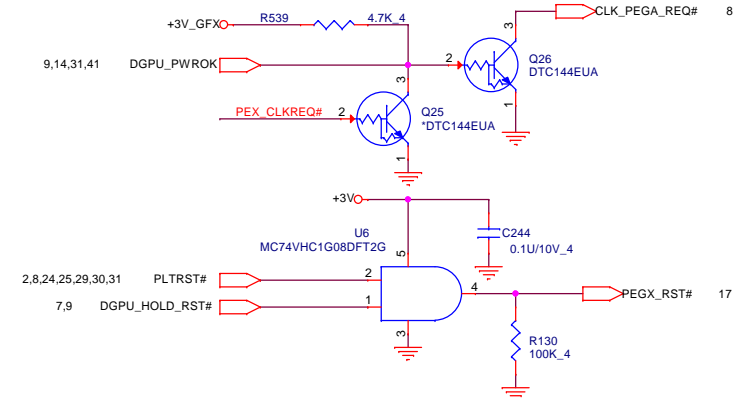 +3V_GFX R539 4.7K_4 3 CLK_PEGA_REQ# 8
9,14,31,41 DGPU_PWROK 2 Q26
DTC144EUA
3
PEX_CLKREQ# 2 Q25 1
*DTC144EUA
1
+3V
U6 C244
MC74VHC1G08DFT2G 5 0.1U/10V_4
2,8,24,25,29,30,31 PLTRST# 2
4 PEGX_RST# 17
7,9 DGPU_HOLD_RST# 1
3 R130
100K_4